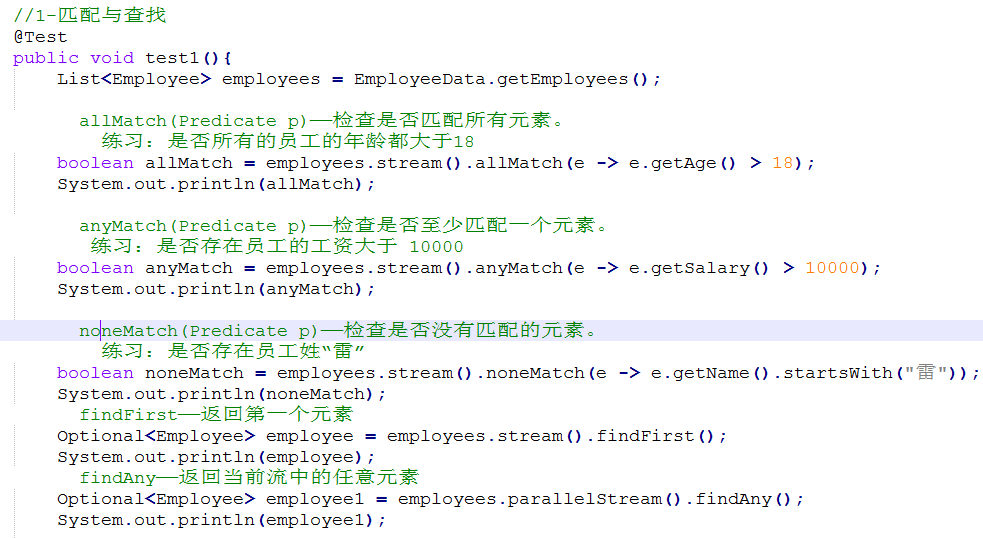 //1-匹配与查找
@Test
public void test1(){
List<Employee> employees = EmployeeData.getEmployees();
allMatch(Predicate p)——检查是否匹配所有元素。
练习：是否所有的员工的年龄都大于18
boolean allMatch = employees.stream().allMatch(e -> e.getAge() > 18);
System.out.println(allMatch);
anyMatch(Predicate p)——检查是否至少匹配一个元素。
练习：是否存在员工的工资大于 10000
boolean anyMatch = employees.stream().anyMatch(e -> e.getSalary() > 10000);
System.out.println(anyMatch);
noneMatch(Predicate p)——检查是否没有匹配的元素。
练习：是否存在员工姓“雷”
boolean noneMatch = employees.stream().noneMatch(e -> e.getName().startsWith("雷"));
System.out.println(noneMatch);
findFirst——返回第一个元素
Optional<Employee> employee = employees.stream().findFirst();
System.out.println(employee);
findAny——返回当前流中的任意元素
Optional<Employee> employee1 = employees.parallelStream().findAny();
System.out.println(employee1);